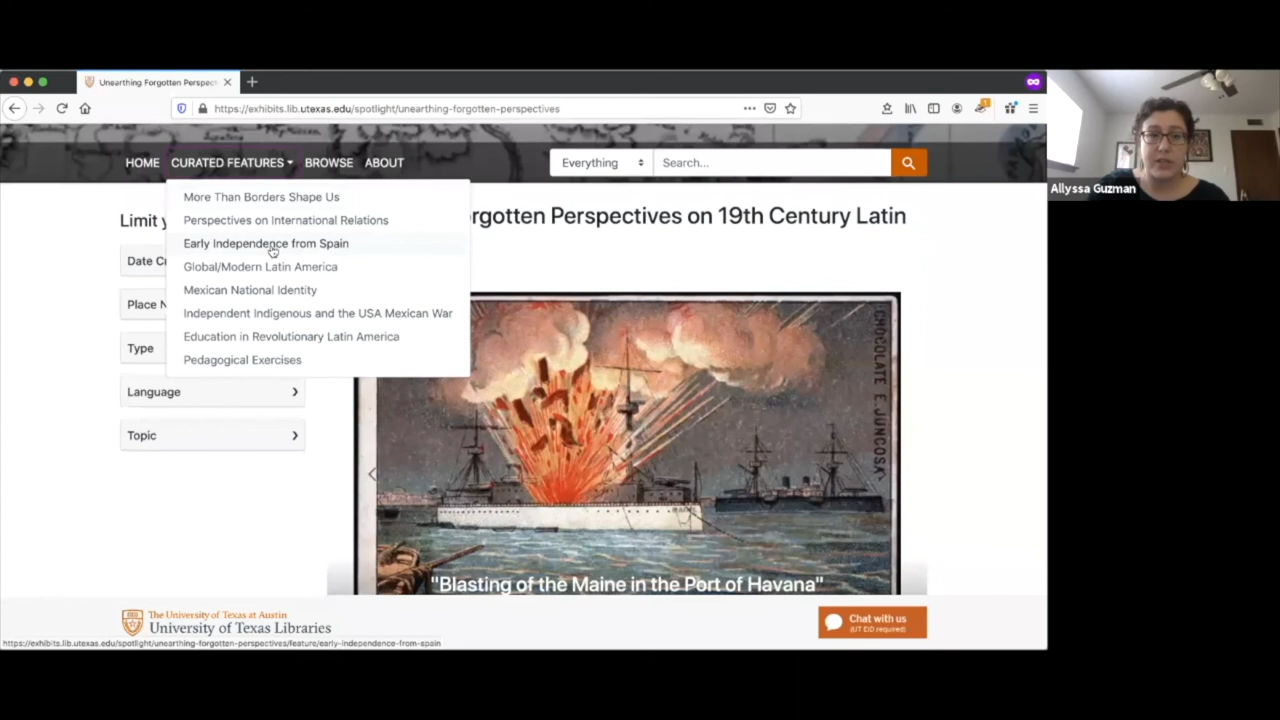 Unearthing Forgotten Perspect
https://exhibits.lib.utexas.edu/spotlight/unearthing-forgotten-perspectives
HOME CURATED FEATURES BROWSE ABOUT Everything Search...
Allyssa Guzman
More Than Borders Shape Us
Perspectives on International Relations
Early Independence from Spain
Global/Modern Latin America
Mexican National Identity
Independent Indigenous and the USA Mexican War
Education in Revolutionary Latin America
Pedagogical Exercises
Limit y
rgotten Perspectives on 19th Century Latin
Date Cr
Place N
Type
Language
Topic
CHOCOLATE E. JUNCOSA
"Blasting of the Maine in the Port of Havana"
The University of Texas at Austin
University of Texas Libraries
Chat with us
(UT EID required)
https://exhibits.lib.utexas.edu/spotlight/unearthing-forgotten-perspectives/feature/early-independence-from-spain